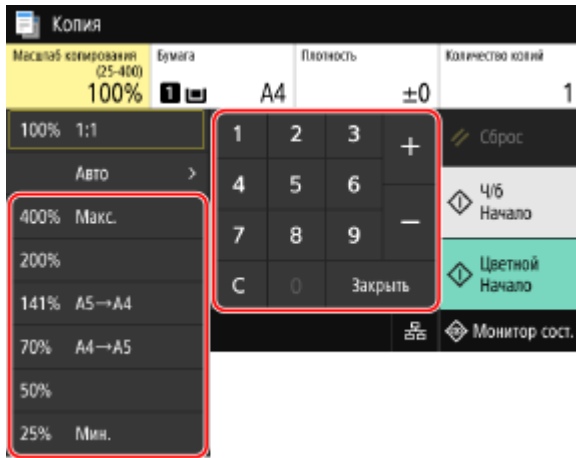 Копия
Масштаб копирования
(25-400)
100%
Бумага
1 A4
Плотность
±0
Количество копий
1
100% 1:1
Авто >
400% Макс.
200%
141% A5→A4
70% A4→A5
50%
25% Мин.
1 2 3 +
4 5 6
7 8 9 −
C 0 Закрыть
Сброс
Ч/б
Начало
Цветной
Начало
Монитор сост.